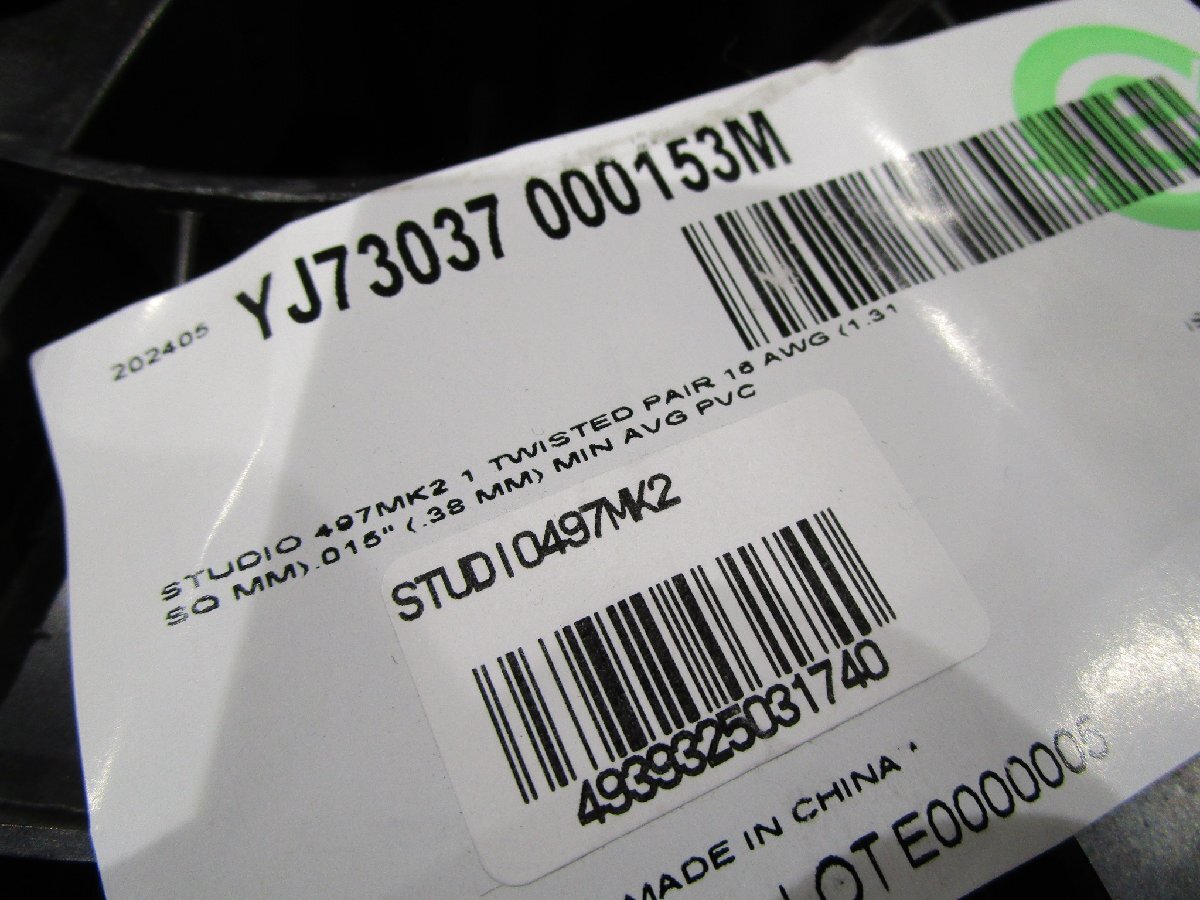 202405 YJ73037 000153M
STUDIO 497MK2 1 TWISTED PAIR 16 AWG (1.31
SQ MM).015" (.38 MM) MIN AVG PVC
STUDIO497MK2
4939325031740
MADE IN CHINA
LOT E0000005